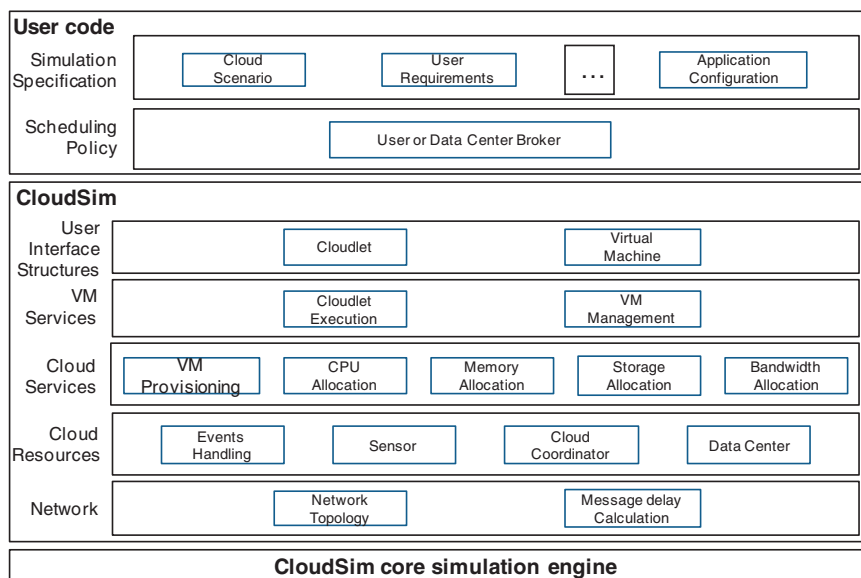 User code
Simulation
Specification
Cloud
Scenario
User
Requirements
...
Application
Configuration
Scheduling
Policy
User or Data Center Broker
CloudSim
User
Interface
Structures
Cloudlet
Virtual
Machine
VM
Services
Cloudlet
Execution
VM
Management
Cloud
Services
VM
Provisioning
CPU
Allocation
Memory
Allocation
Storage
Allocation
Bandwidth
Allocation
Cloud
Resources
Events
Handling
Sensor
Cloud
Coordinator
Data Center
Network
Network
Topology
Message delay
Calculation
CloudSim core simulation engine